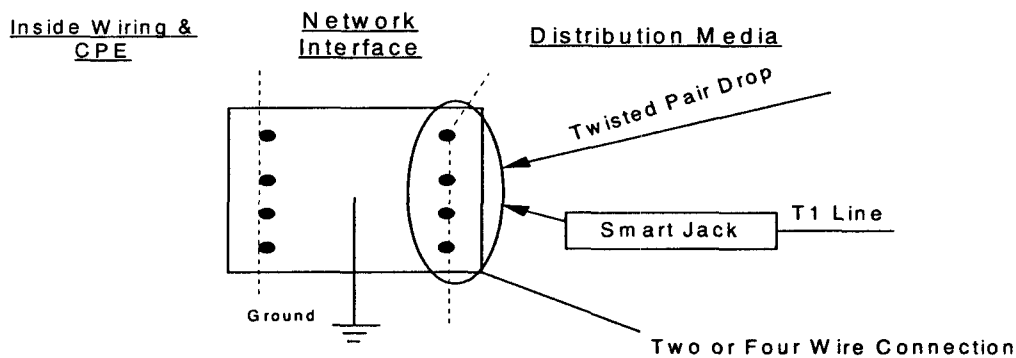 Inside Wiring &
CPE
Network
Interface
Distribution Media
Twisted Pair Drop
Smart Jack
T1 Line
Ground
Two or Four Wire Connection